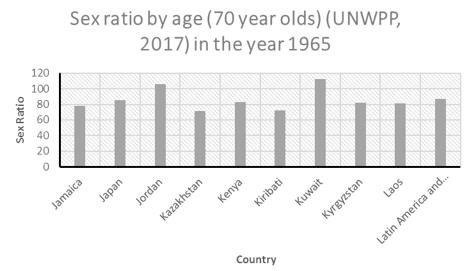 Sex ratio by age (70 year olds) (UNWPP,
2017) in the year 1965
Sex Ratio
120
100
80
60
40
20
0
Jamaica
Japan
Jordan
Kazakhstan
Kenya
Kiribati
Kuwait
Kyrgyzstan
Laos
Latin America and...
Country